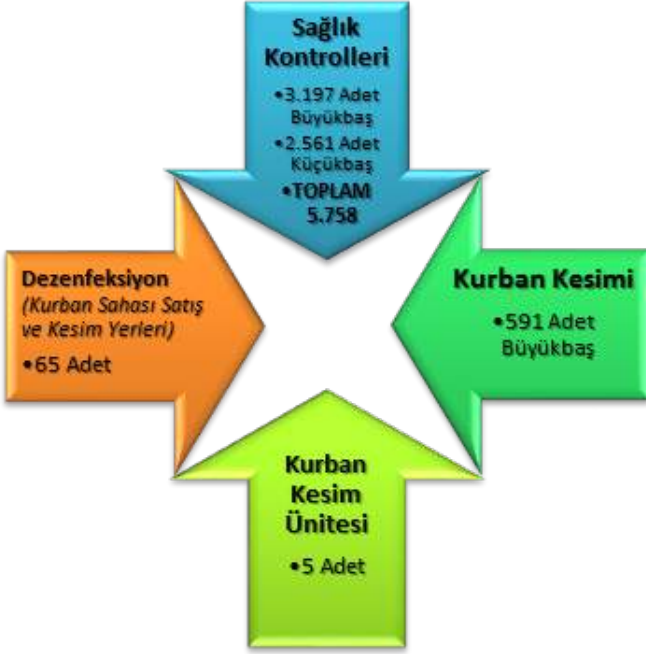 Sağlık
Kontrolleri
•3.197 Adet
Büyükbaş
•2.561 Adet
Küçükbaş
•TOPLAM
5.758
Dezenfeksiyon
(Kurban Sahası Satış
ve Kesim Yerleri)
•65 Adet
Kurban Kesimi
•591 Adet
Büyükbaş
Kurban
Kesim
Ünitesi
•5 Adet